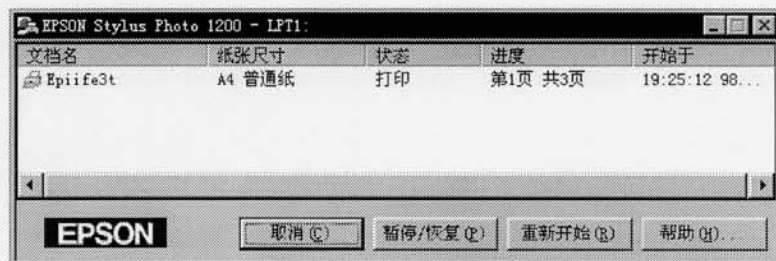 EPSON Stylus Photo 1200 - LPT1:
文档名 纸张尺寸 状态 进度 开始于
Epiife3t A4 普通纸 打印 第1页 共3页 19:25:12 98...
EPSON 取消(C) 暂停/恢复(P) 重新开始(R) 帮助(H)...